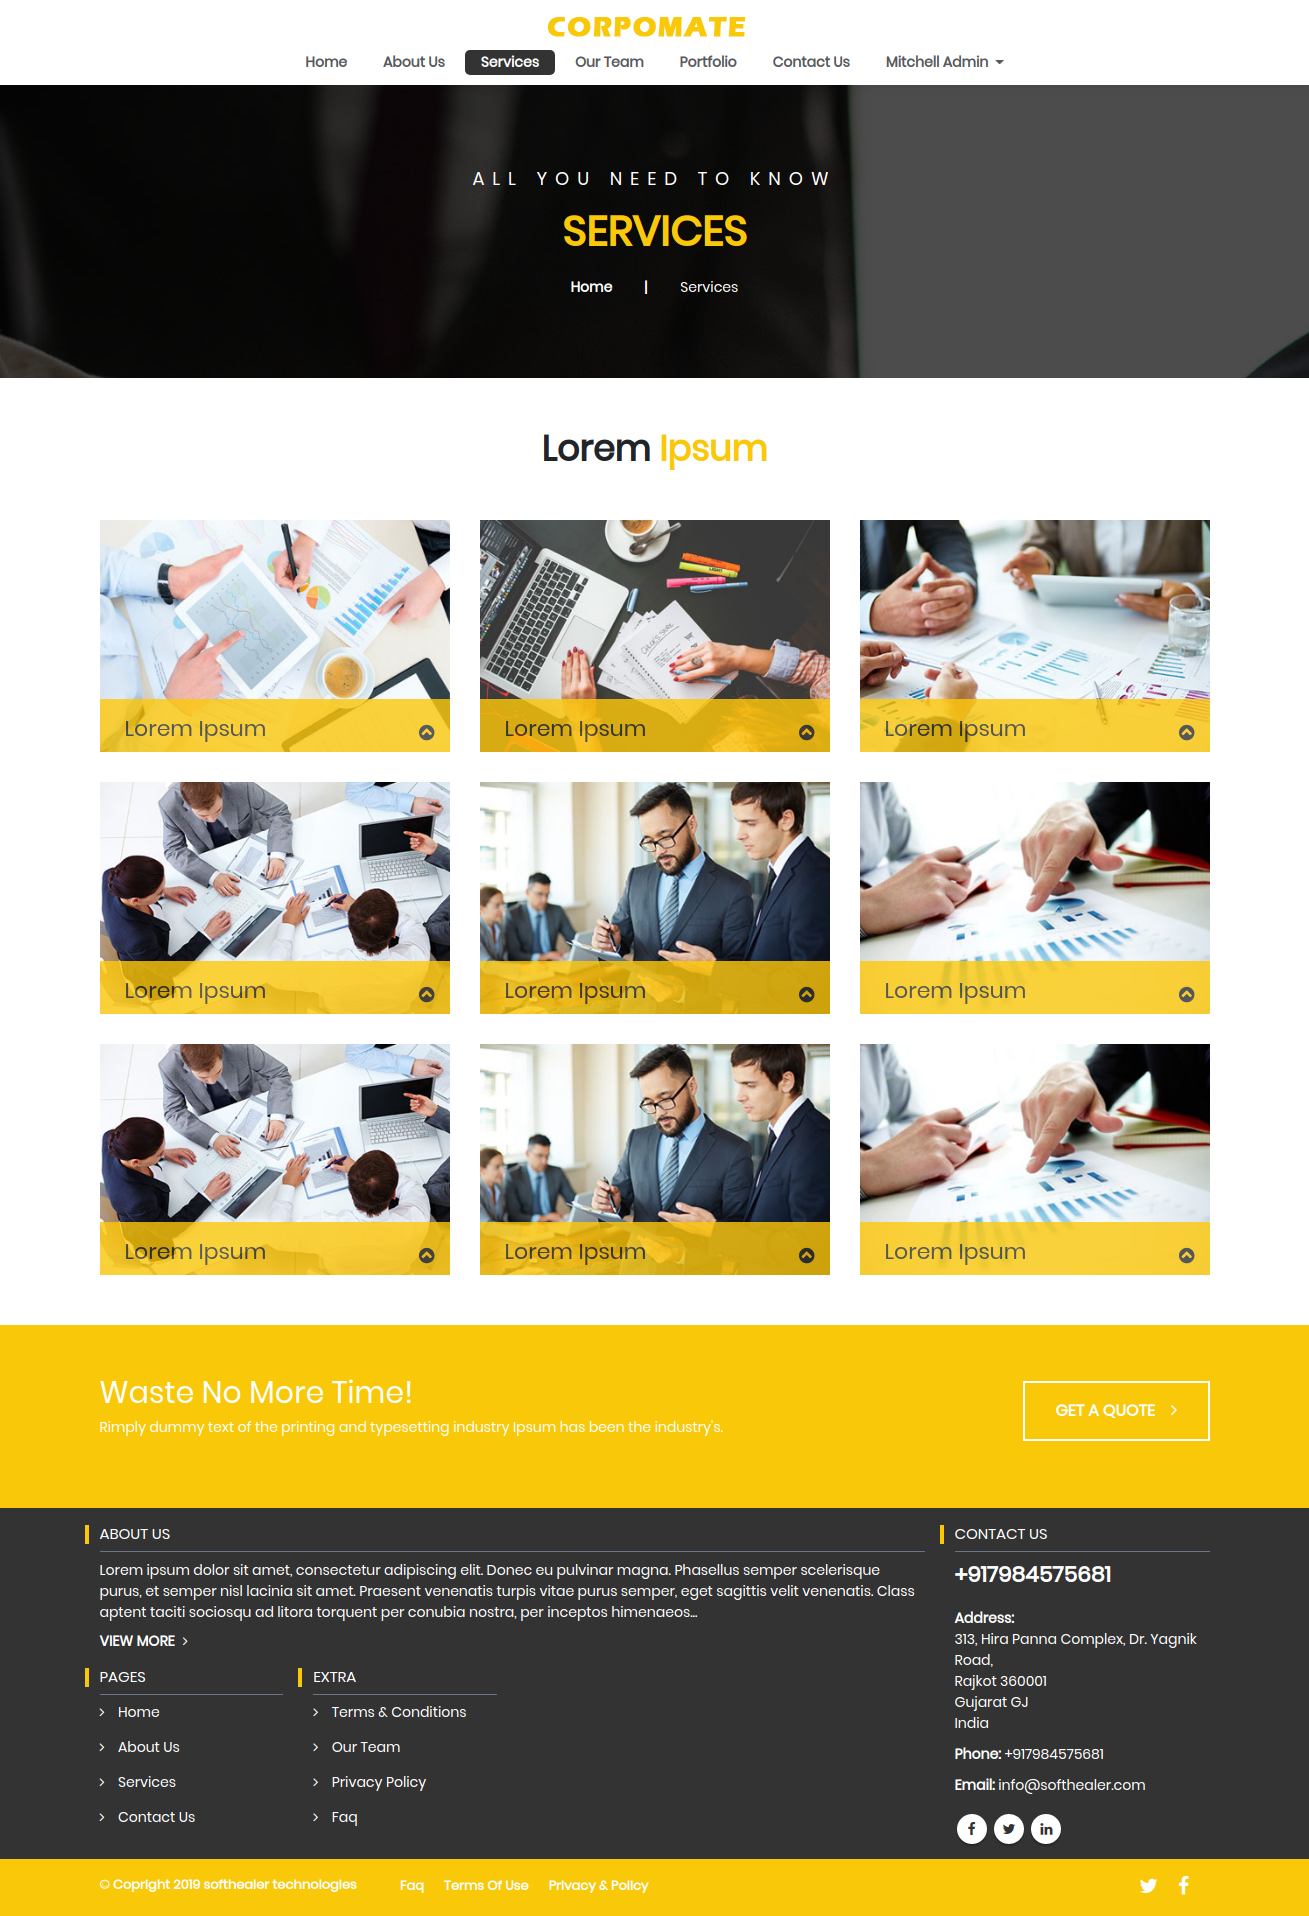 CORPOMATE
Home About Us Services Our Team Portfolio Contact Us Mitchell Admin
ALL YOU NEED TO KNOW
SERVICES
Home | Services
Lorem Ipsum
Lorem Ipsum Lorem Ipsum Lorem Ipsum
Lorem Ipsum Lorem Ipsum Lorem Ipsum
Lorem Ipsum Lorem Ipsum Lorem Ipsum
Waste No More Time!
Rimply dummy text of the printing and typesetting industry Ipsum has been the industry's.
GET A QUOTE
ABOUT US
Lorem ipsum dolor sit amet, consectetur adipiscing elit. Donec eu pulvinar magna. Phasellus semper scelerisque
purus, et semper nisl lacinia sit amet. Praesent venenatis turpis vitae purus semper, eget sagittis velit venenatis. Class
aptent taciti sociosqu ad litora torquent per conubia nostra, per inceptos himenaeos...
VIEW MORE
PAGES
Home
About Us
Services
Contact Us
EXTRA
Terms & Conditions
Our Team
Privacy Policy
Faq
CONTACT US
+917984575681
Address:
313, Hira Panna Complex, Dr. Yagnik
Road,
Rajkot 360001
Gujarat GJ
India
Phone: +917984575681
Email: info@softhealer.com
© Copright 2019 softhealer technologies Faq Terms Of Use Privacy & Policy